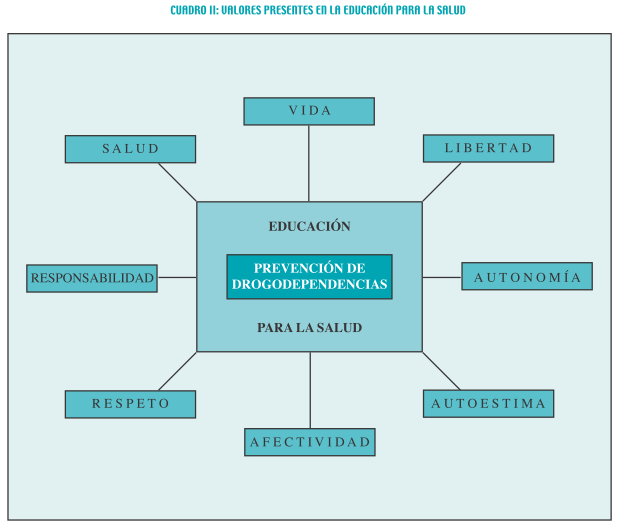 CUADRO II: VALORES PRESENTES EN LA EDUCACIÓN PARA LA SALUD
VIDA
SALUD
LIBERTAD
EDUCACIÓN
PREVENCIÓN DE
DROGODEPENDENCIAS
PARA LA SALUD
RESPONSABILIDAD
AUTONOMÍA
RESPETO
AUTOESTIMA
AFECTIVIDAD